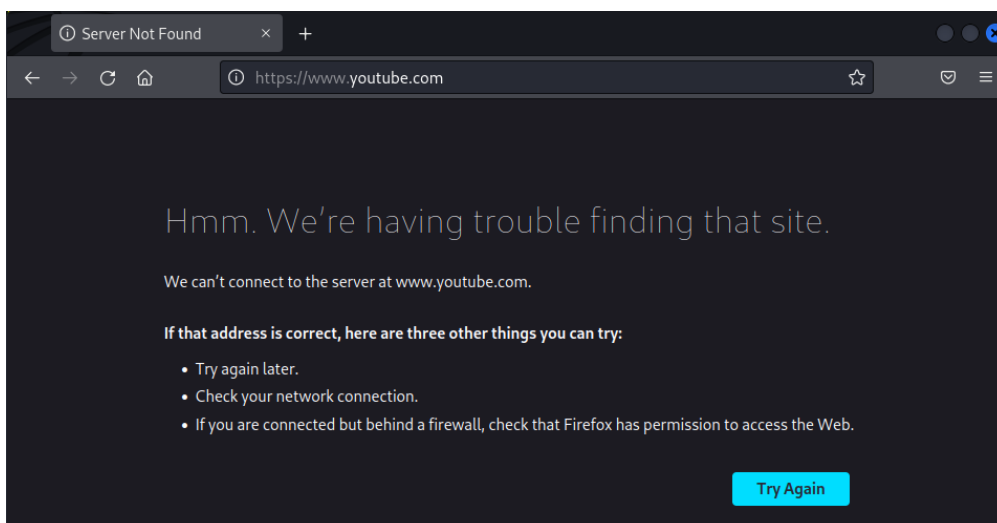 Server Not Found
https://www.youtube.com
Hmm. We're having trouble finding that site.
We can't connect to the server at www.youtube.com.
If that address is correct, here are three other things you can try:
• Try again later.
• Check your network connection.
• If you are connected but behind a firewall, check that Firefox has permission to access the Web.
Try Again